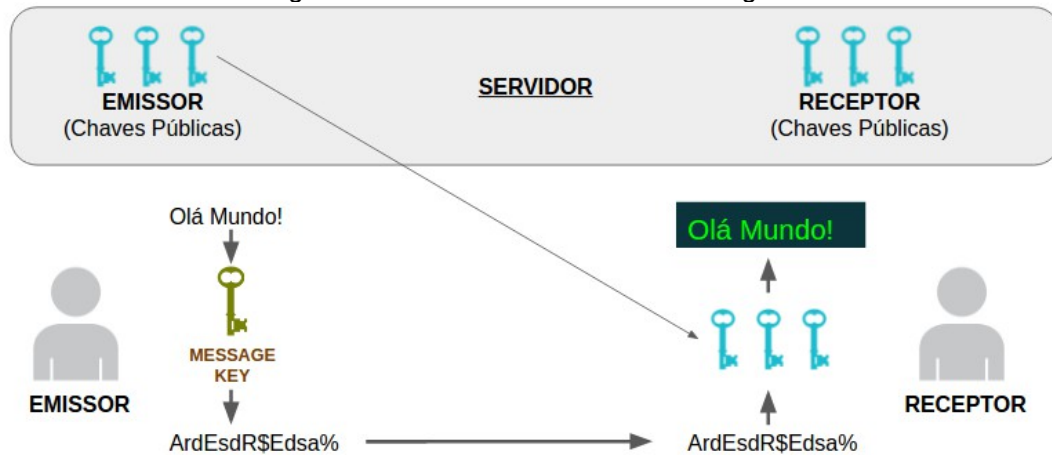 SERVIDOR
EMISSOR
(Chaves Públicas)
RECEPTOR
(Chaves Públicas)
Olá Mundo!
MESSAGE
KEY
EMISSOR
ArdEsdR$Edsa%
Olá Mundo!
RECEPTOR
ArdEsdR$Edsa%